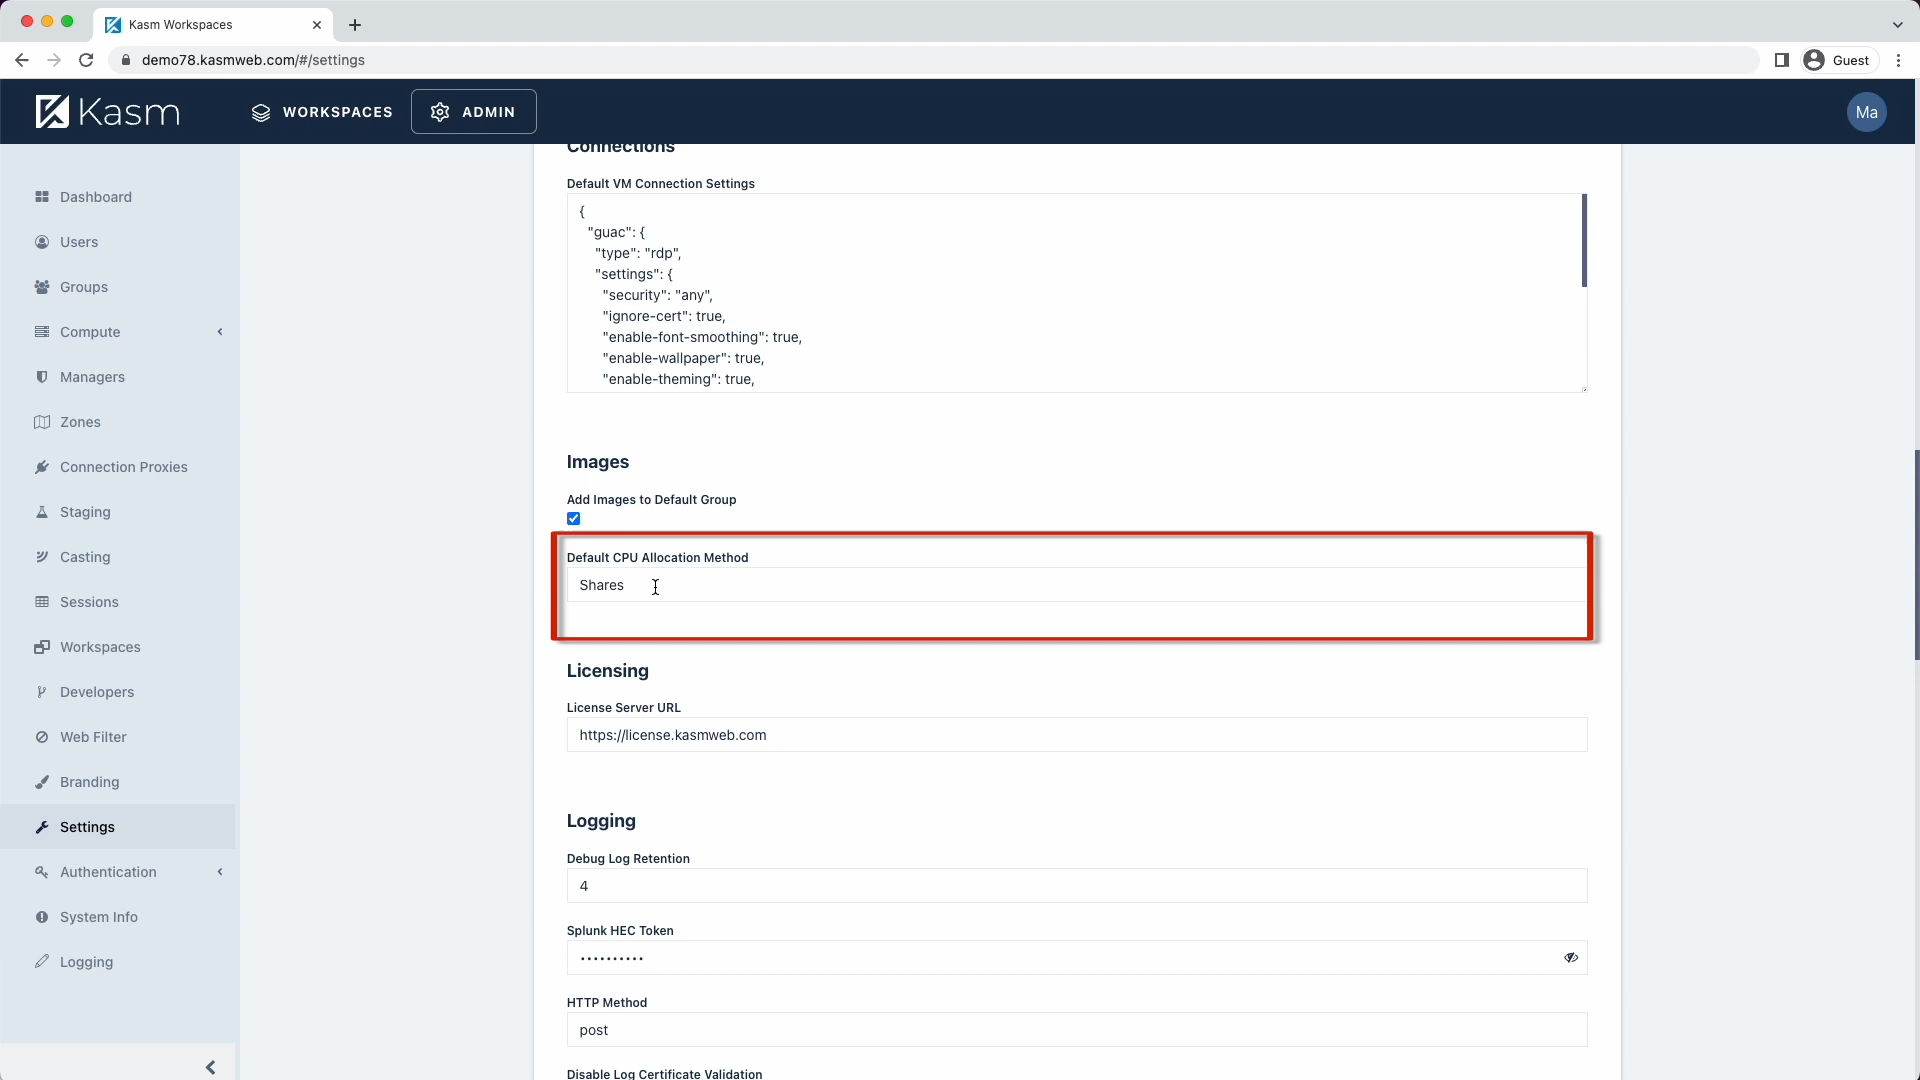 Kasm Workspaces
demo78.kasmweb.com/#/settings
Guest
Kasm
WORKSPACES
ADMIN
Ma
Dashboard
Users
Groups
Compute
Managers
Zones
Connection Proxies
Staging
Casting
Sessions
Workspaces
Developers
Web Filter
Branding
Settings
Authentication
System Info
Logging
Connections
Default VM Connection Settings
{
"guac": {
"type": "rdp",
"settings": {
"security": "any",
"ignore-cert": true,
"enable-font-smoothing": true,
"enable-wallpaper": true,
"enable-theming": true,
Images
Add Images to Default Group
Default CPU Allocation Method
Shares
Licensing
License Server URL
https://license.kasmweb.com
Logging
Debug Log Retention
4
Splunk HEC Token
••••••••••
HTTP Method
post
Disable Log Certificate Validation